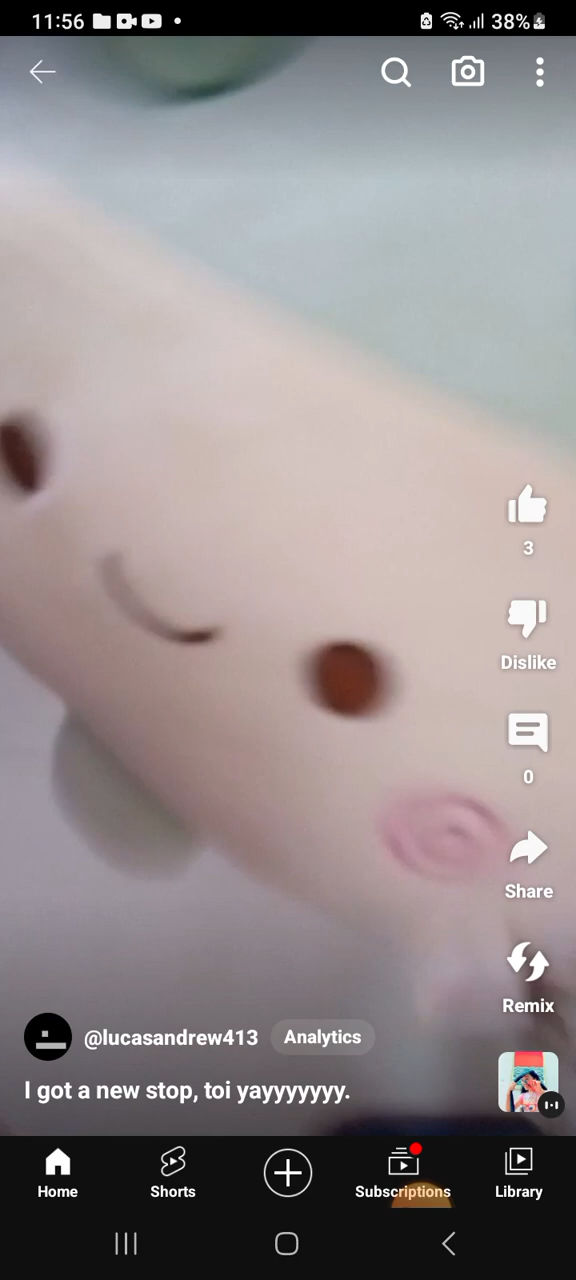 11:56
38%
3
Dislike
0
Share
Remix
@lucasandrew413 Analytics
I got a new stop, toi yayyyyyyy.
Home Shorts Subscriptions Library